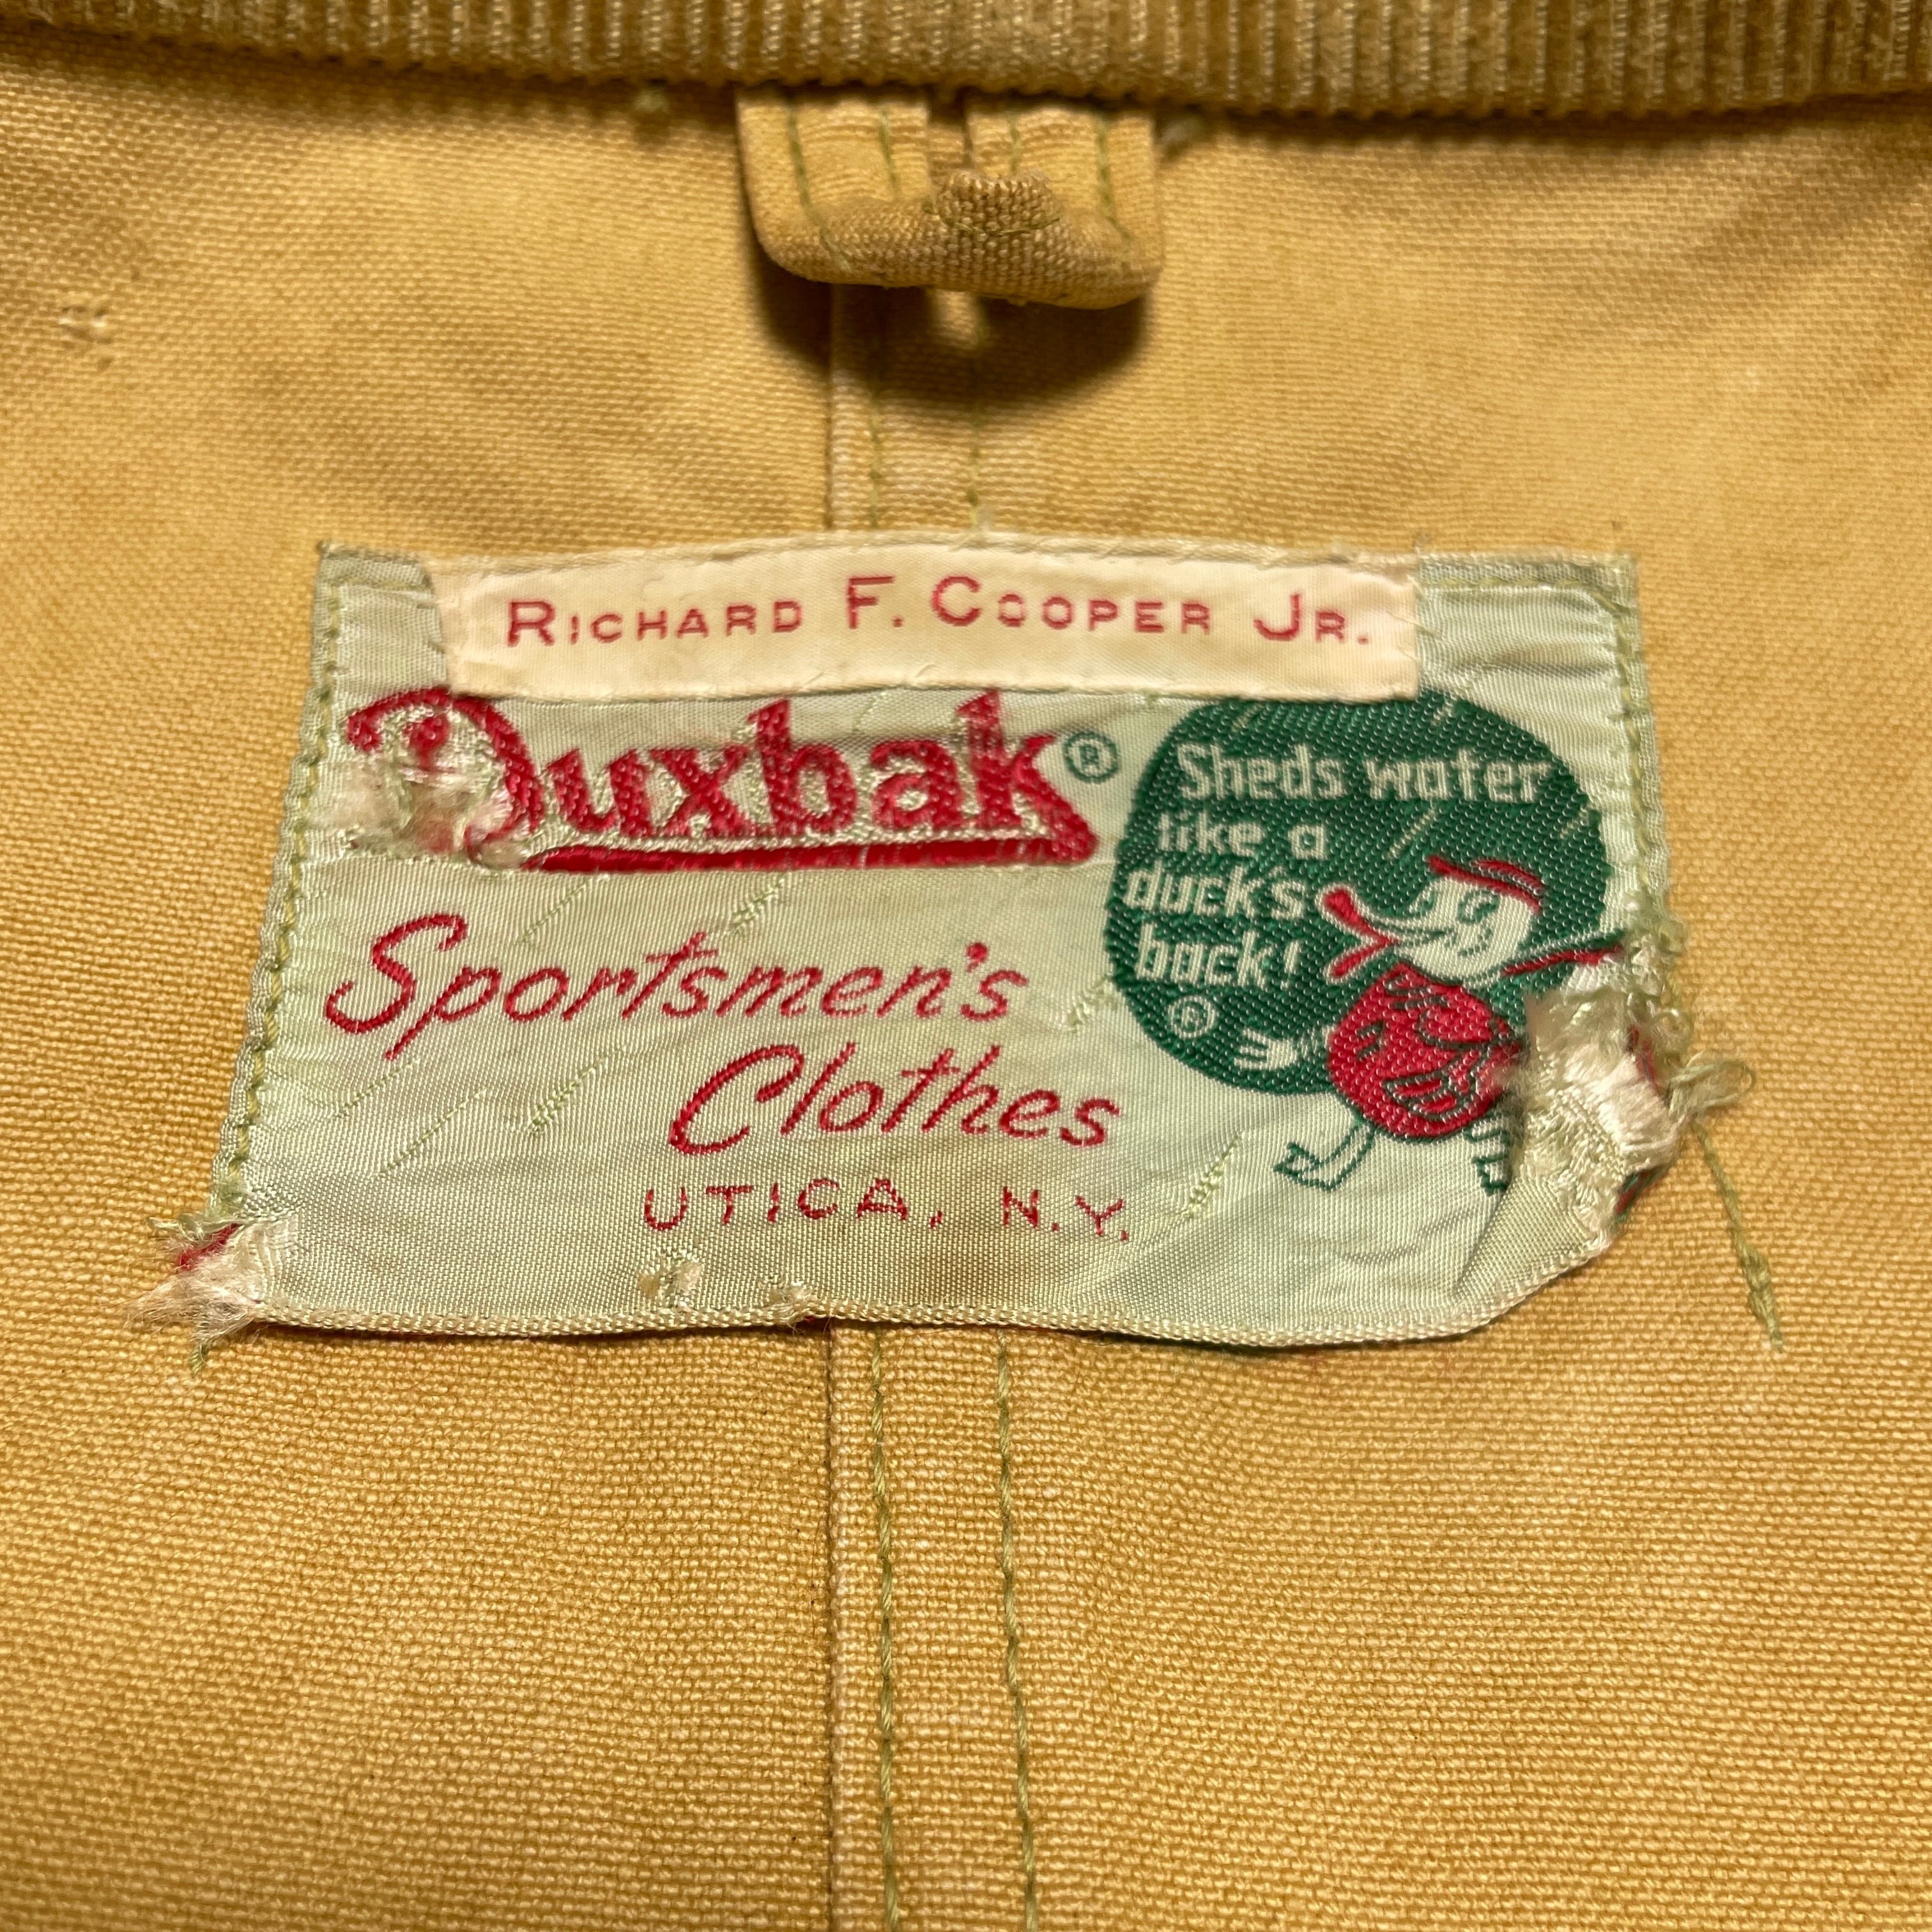 RICHARD F. COOPER JR.
Duxbak®
Sheds water
like a
duck's
back!
®
Sportsmen's
Clothes
UTICA, N.Y.